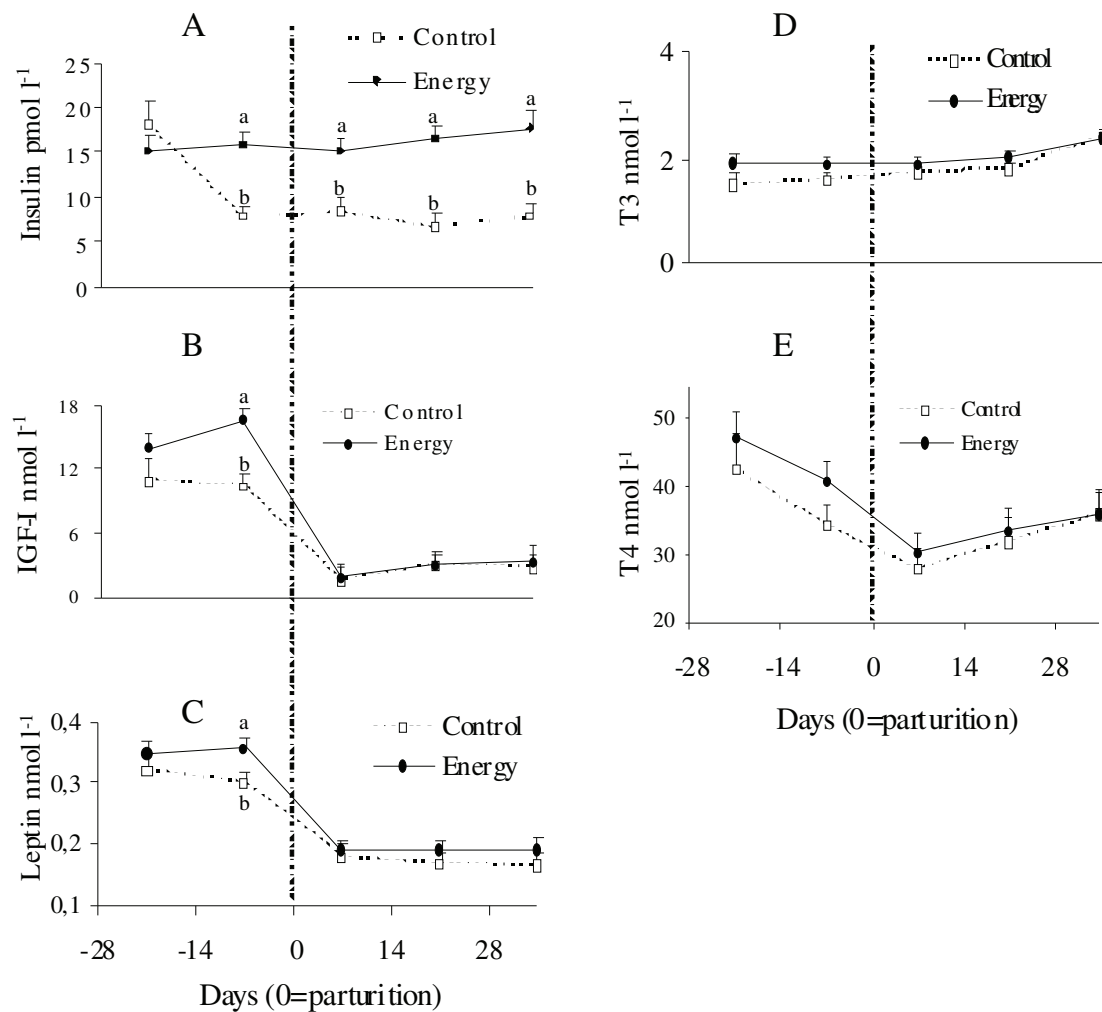 A
Control
Energy
Insulin pmol l-1
25
20
15
10
5
0
a
a
a
a
b
b
b
b
B
Control
Energy
IGF-I nmol l-1
18
12
6
0
a
b
C
Control
Energy
Leptin nmol l-1
0,4
0,3
0,2
0,1
a
b
-28 -14 0 14 28
Days (0=parturition)
D
Control
Energy
T3 nmol l-1
4
2
0
E
Control
Energy
T4 nmol l-1
50
40
30
20
-28 -14 0 14 28
Days (0=parturition)